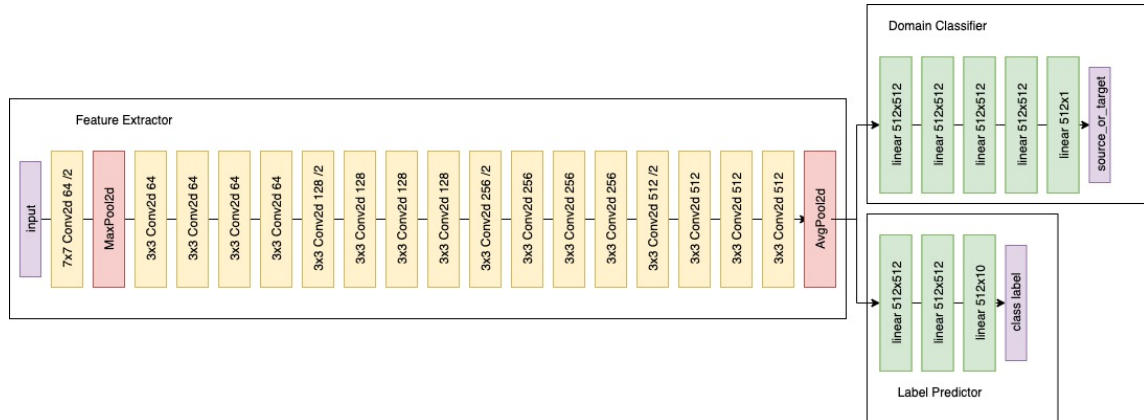 Domain Classifier
linear 512x512
linear 512x512
linear 512x512
linear 512x512
linear 512x1
source_or_target
Feature Extractor
input
7x7 Conv2d 64 /2
MaxPool2d
3x3 Conv2d 64
3x3 Conv2d 64
3x3 Conv2d 64
3x3 Conv2d 64
3x3 Conv2d 128 /2
3x3 Conv2d 128
3x3 Conv2d 128
3x3 Conv2d 128
3x3 Conv2d 256 /2
3x3 Conv2d 256
3x3 Conv2d 256
3x3 Conv2d 256
3x3 Conv2d 512 /2
3x3 Conv2d 512
3x3 Conv2d 512
3x3 Conv2d 512
AvgPool2d
linear 512x512
linear 512x512
linear 512x10
class label
Label Predictor